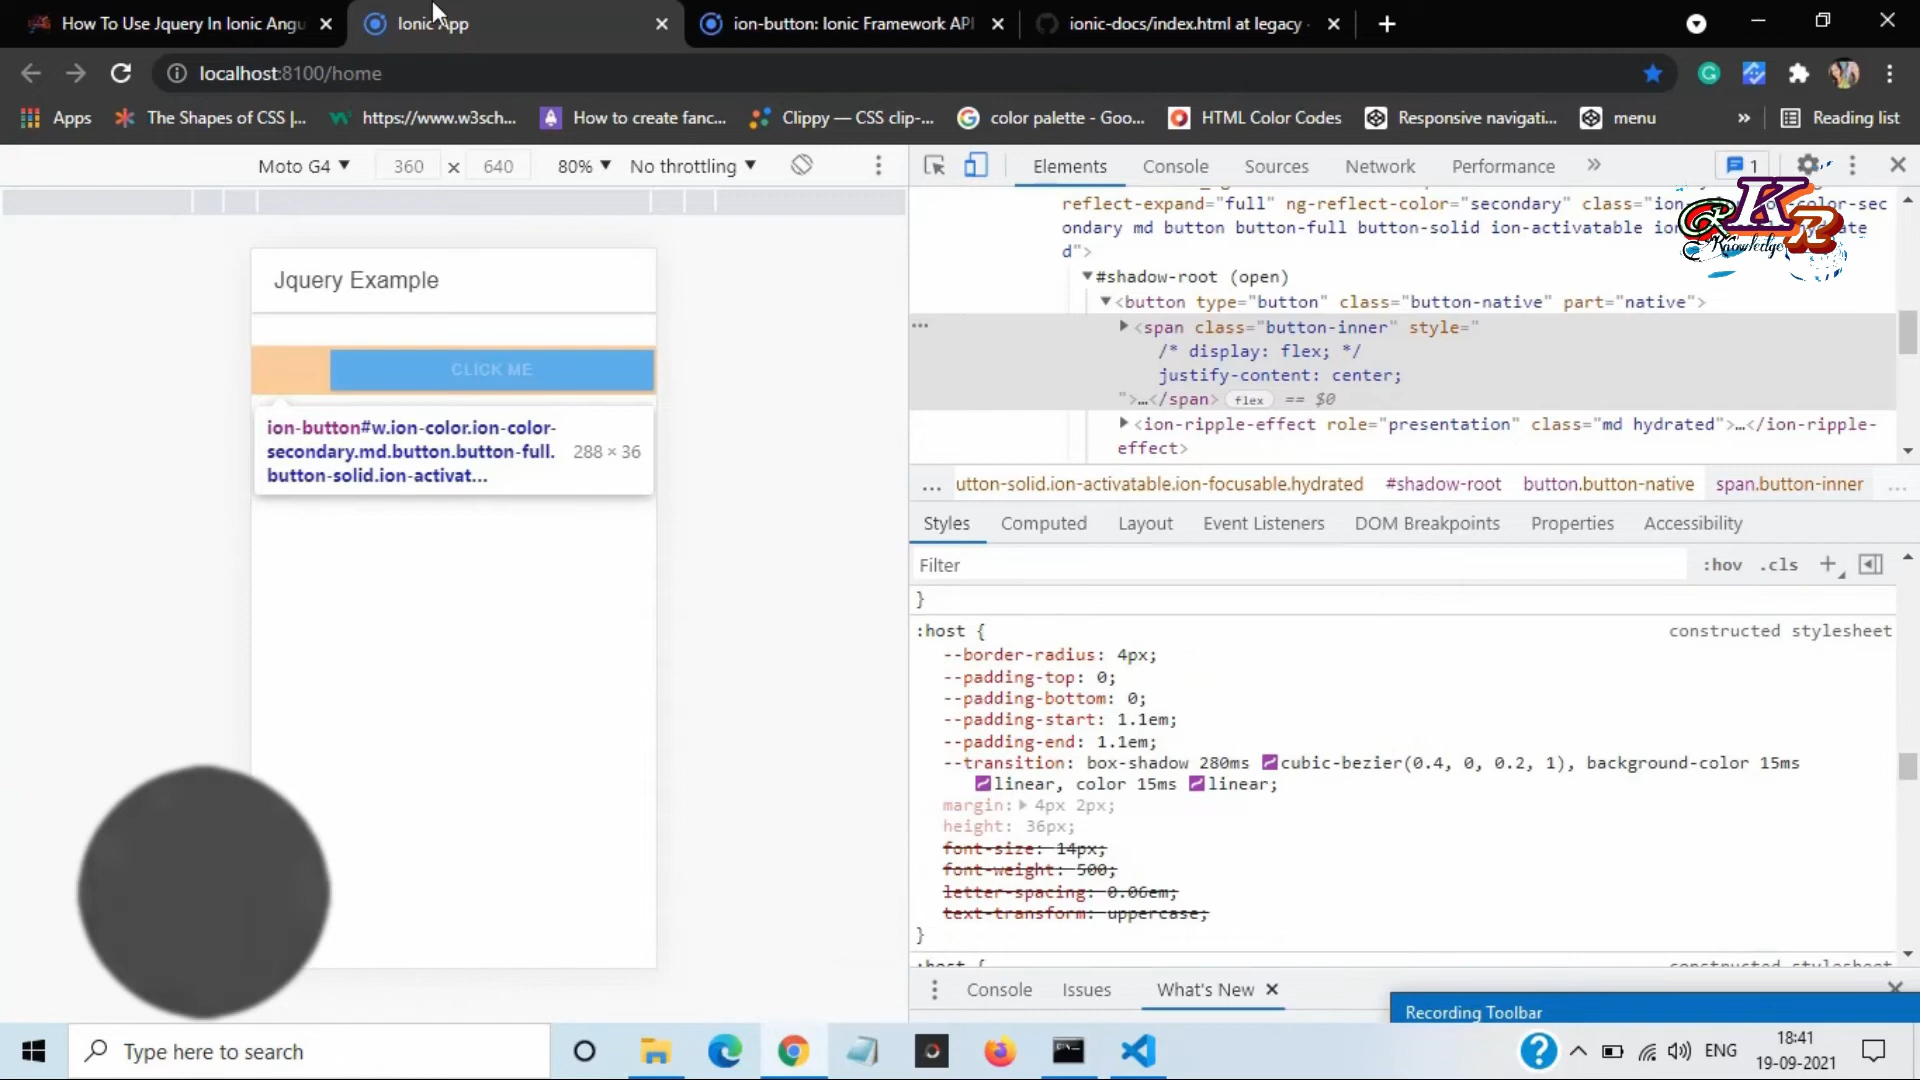 How To Use Jquery In Ionic Angu
Ionic App
ion-button: Ionic Framework API
ionic-docs/index.html at legacy
localhost:8100/home
Apps
The Shapes of CSS |...
https://www.w3sch...
How to create fanc...
Clippy — CSS clip-...
color palette - Goo...
HTML Color Codes
Responsive navigati...
menu
»
Reading list
Moto G4 ▼
360 x 640
80% ▼
No throttling ▼
Elements
Console
Sources
Network
Performance
»
1
reflect-expand="full" ng-reflect-color="secondary" class="ion-color-sec
ondary md button button-full button-solid ion-activatable ion
d">
#shadow-root (open)
<button type="button" class="button-native" part="native">
<span class="button-inner" style="
/* display: flex; */
justify-content: center;
">…</span> flex == $0
<ion-ripple-effect role="presentation" class="md hydrated">…</ion-ripple-
effect>
KR
Knowledge
Jquery Example
CLICK ME
ion-button#w.ion-color.ion-color-
secondary.md.button.button-full.
button-solid.ion-activat...
288 × 36
... utton-solid.ion-activatable.ion-focusable.hydrated #shadow-root button.button-native span.button-inner ...
Styles
Computed
Layout
Event Listeners
DOM Breakpoints
Properties
Accessibility
Filter
:hov .cls +
}
:host {
constructed stylesheet
--border-radius: 4px;
--padding-top: 0;
--padding-bottom: 0;
--padding-start: 1.1em;
--padding-end: 1.1em;
--transition: box-shadow 280ms cubic-bezier(0.4, 0, 0.2, 1), background-color 15ms
linear, color 15ms linear;
margin: 4px 2px;
height: 36px;
font-size: 14px;
font-weight: 500;
letter-spacing: 0.06em;
text-transform: uppercase;
}
:host {
constructed stylesheet
Console
Issues
What's New
Recording Toolbar
Type here to search
ENG
18:41
19-09-2021